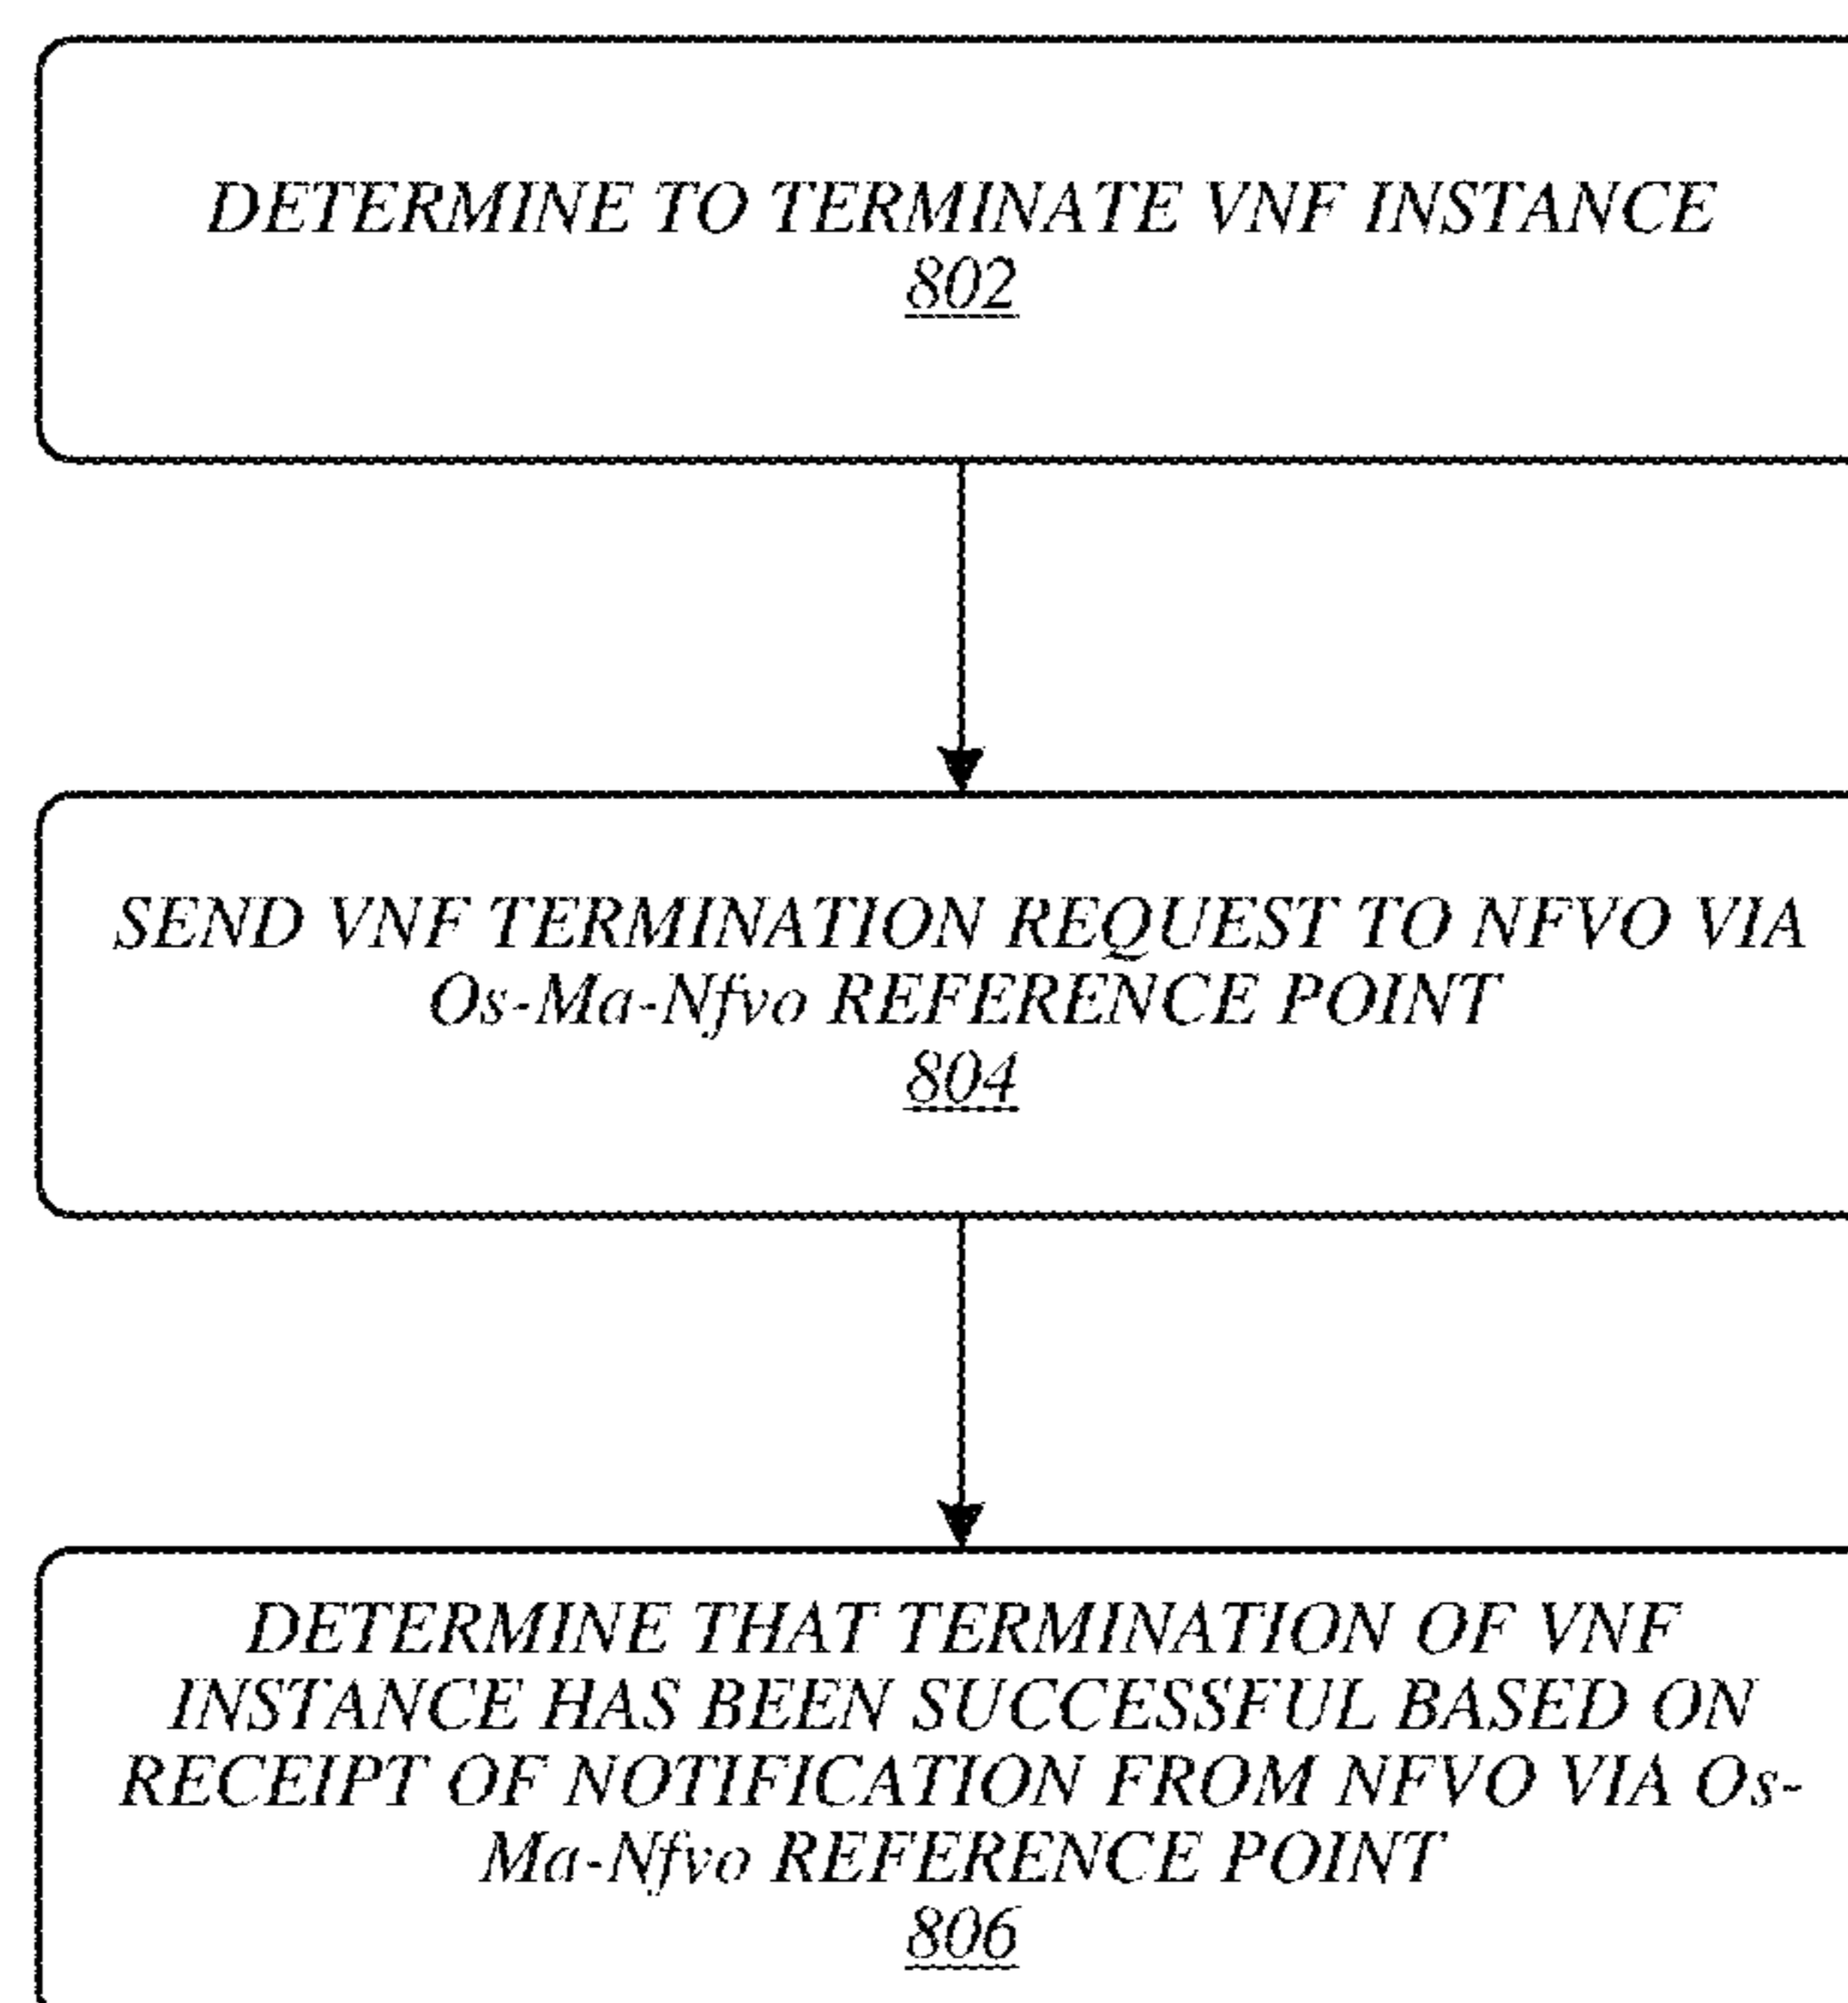 DETERMINE TO TERMINATE VNF INSTANCE
802
SEND VNF TERMINATION REQUEST TO NFVO VIA
Os-Ma-Nfvo REFERENCE POINT
804
DETERMINE THAT TERMINATION OF VNF
INSTANCE HAS BEEN SUCCESSFUL BASED ON
RECEIPT OF NOTIFICATION FROM NFVO VIA Os-
Ma-Nfvo REFERENCE POINT
806